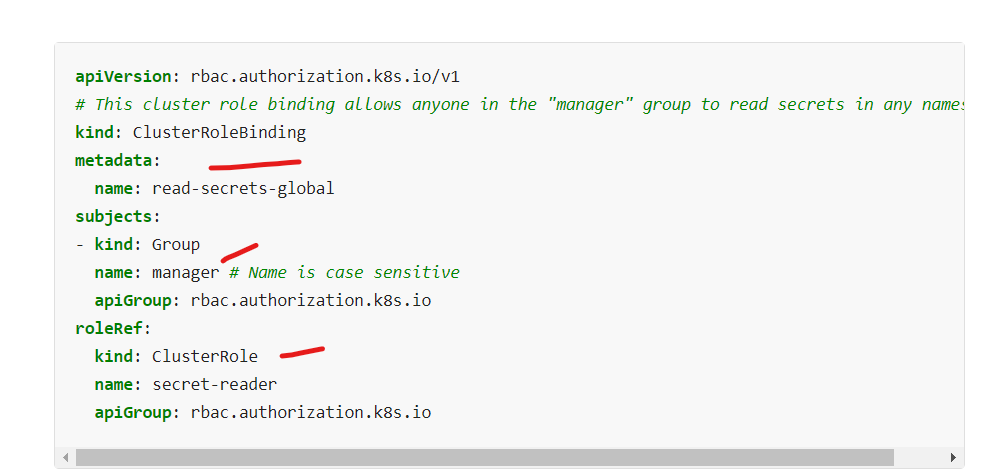 apiVersion: rbac.authorization.k8s.io/v1
# This cluster role binding allows anyone in the "manager" group to read secrets in any
kind: ClusterRoleBinding
metadata:
  name: read-secrets-global
subjects:
- kind: Group
  name: manager # Name is case sensitive
  apiGroup: rbac.authorization.k8s.io
roleRef:
  kind: ClusterRole
  name: secret-reader
  apiGroup: rbac.authorization.k8s.io